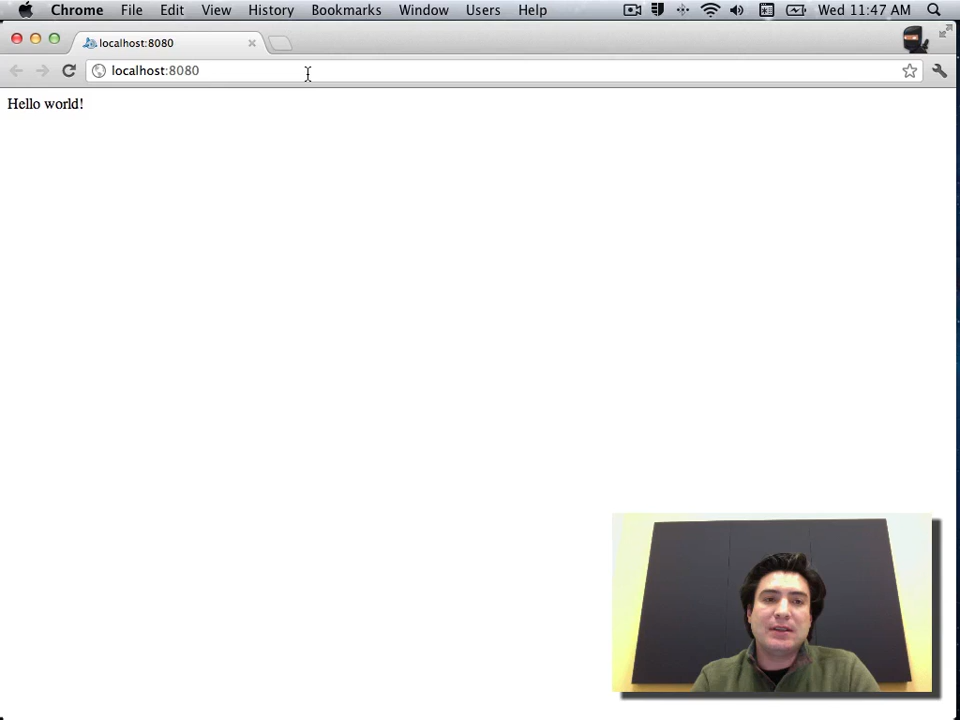 Chrome File Edit View History Bookmarks Window Users Help Wed 11:47 AM
localhost:8080
localhost:8080
Hello world!